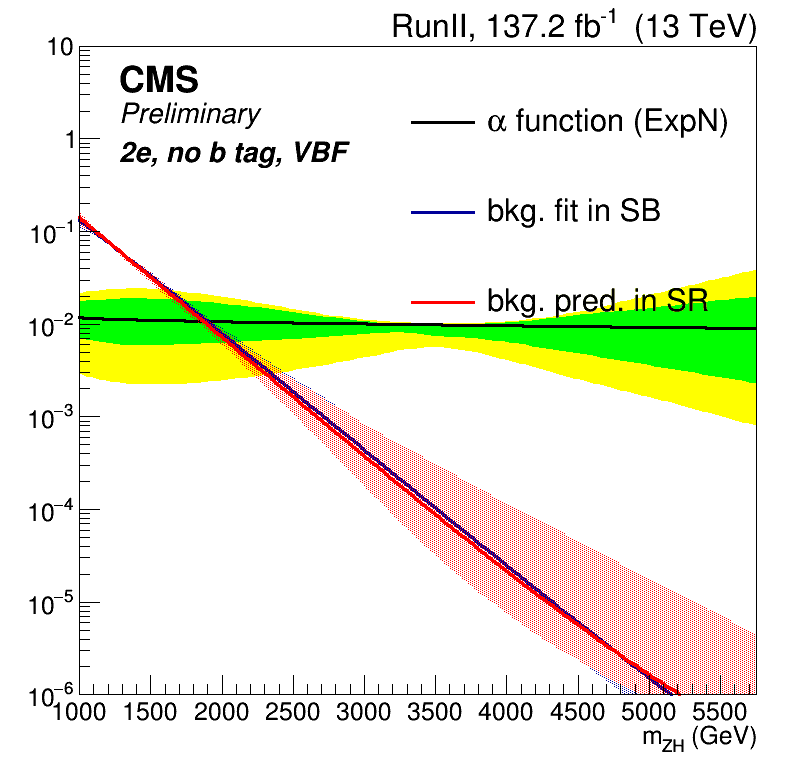 RunII, 137.2 fb⁻¹ (13 TeV)
CMS
Preliminary
2e, no b tag, VBF
α function (ExpN)
bkg. fit in SB
bkg. pred. in SR
10
1
10⁻¹
10⁻²
10⁻³
10⁻⁴
10⁻⁵
10⁻⁶
1000 1500 2000 2500 3000 3500 4000 4500 5000 5500
m_ZH (GeV)